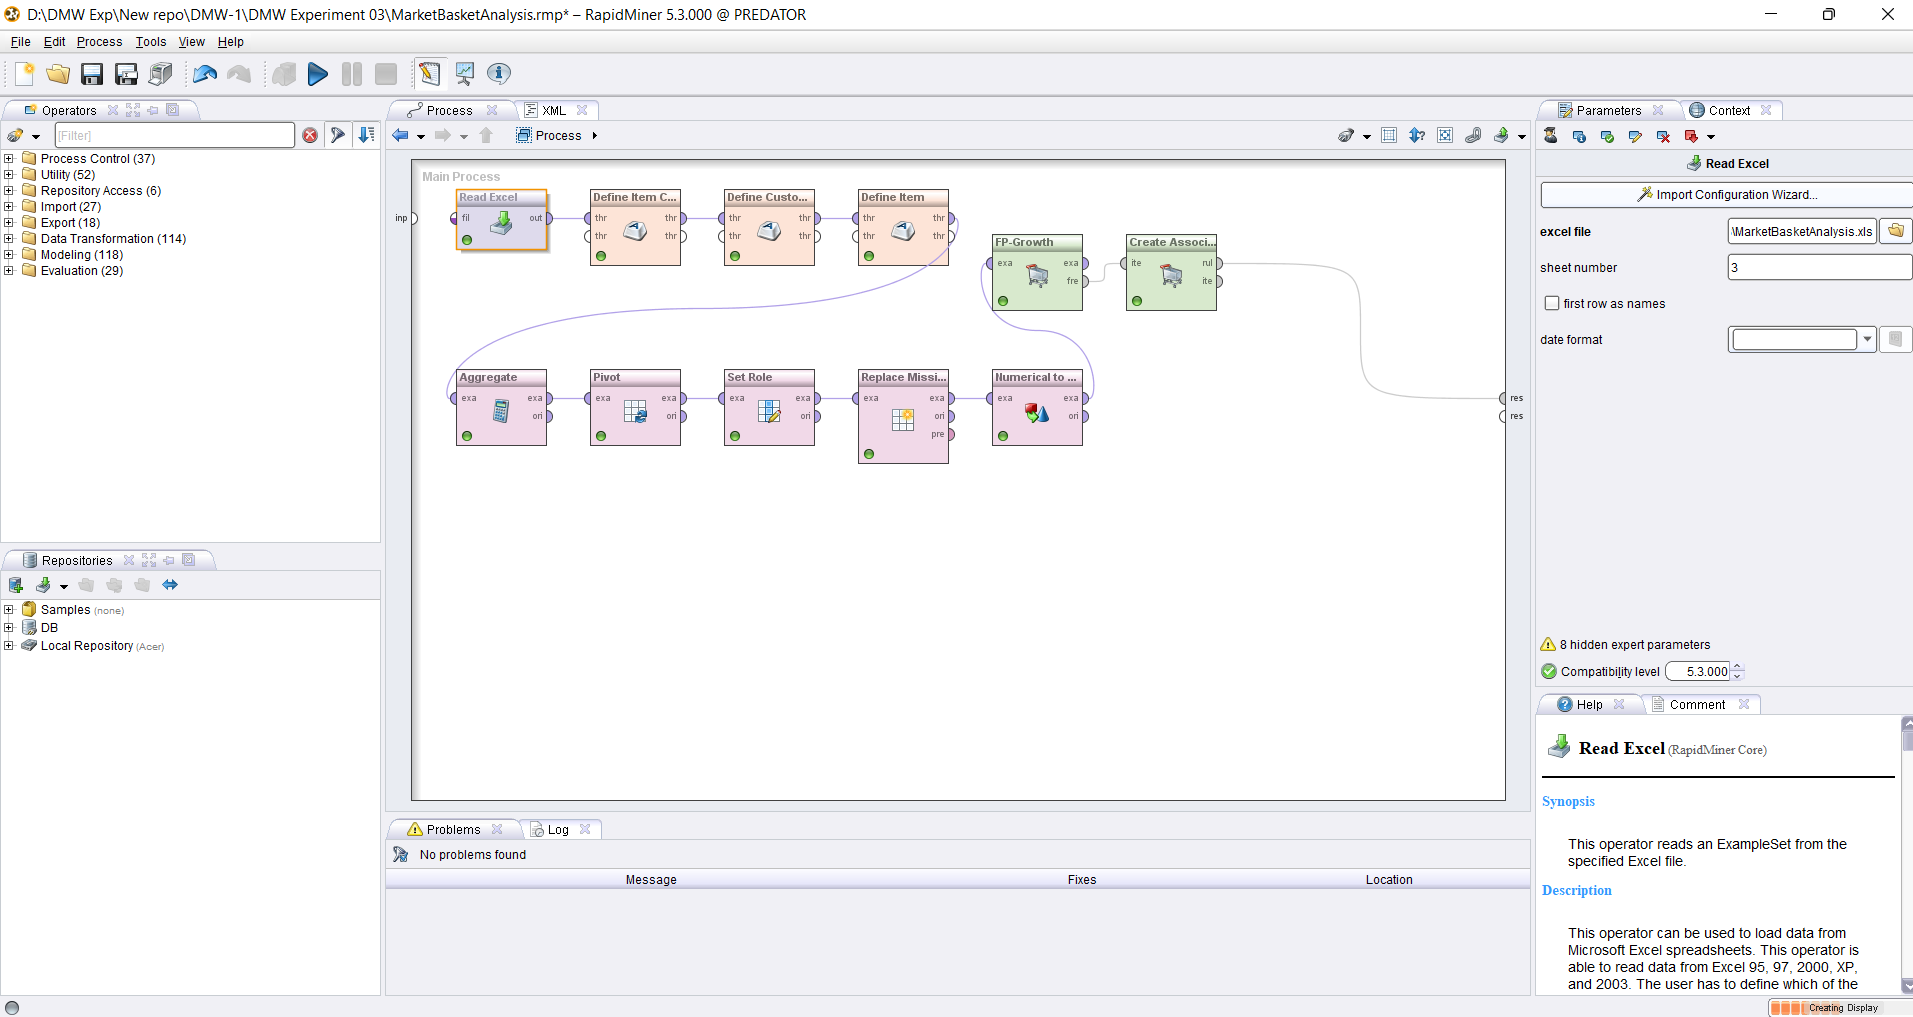 D:\DMW Exp\New repo\DMW-1\DMW Experiment 03\MarketBasketAnalysis.rmp* – RapidMiner 5.3.000 @ PREDATOR
File Edit Process Tools View Help
Operators
[Filter]
Process Control (37)
Utility (52)
Repository Access (6)
Import (27)
Export (18)
Data Transformation (114)
Modeling (118)
Evaluation (29)
Repositories
Samples (none)
DB
Local Repository (Acer)
Process XML
Process
Main Process
inp
Read Excel
fil out
Define Item C...
thr thr
thr thr
Define Custo...
thr thr
thr thr
Define Item
thr thr
thr thr
FP-Growth
exa exa
fre
Create Associ...
ite rul
ite
Aggregate
exa exa
ori
Pivot
exa exa
ori
Set Role
exa exa
ori
Replace Missi...
exa exa
ori
pre
Numerical to ...
exa exa
ori
res
res
Problems Log
No problems found
Message Fixes Location
Parameters Context
Read Excel
Import Configuration Wizard...
excel file \MarketBasketAnalysis.xls
sheet number 3
first row as names
date format
8 hidden expert parameters
Compatibility level 5.3.000
Help Comment
Read Excel (RapidMiner Core)
Synopsis
This operator reads an ExampleSet from the
specified Excel file.
Description
This operator can be used to load data from
Microsoft Excel spreadsheets. This operator is
able to read data from Excel 95, 97, 2000, XP,
and 2003. The user has to define which of the
Creating Display